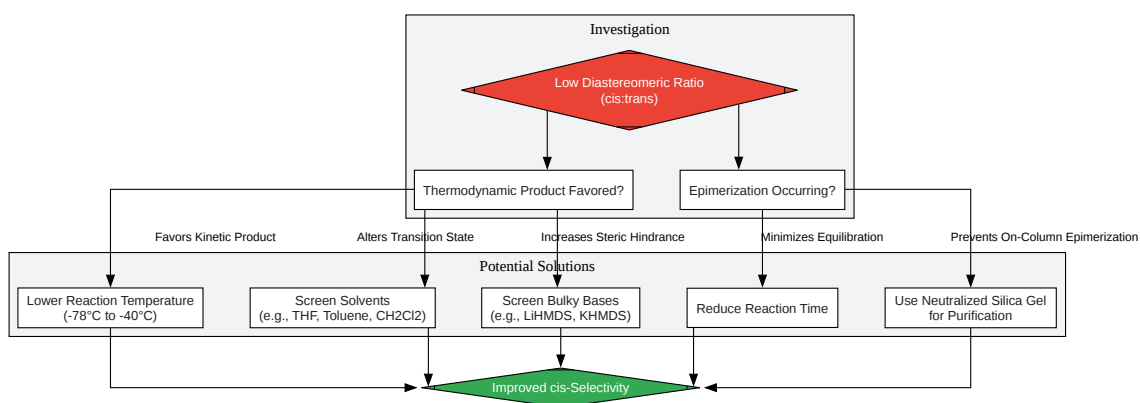 Investigation
Low Diastereomeric Ratio
(cis:trans)
Thermodynamic Product Favored?
Epimerization Occurring?
Favors Kinetic Product
Alters Transition State
Increases Steric Hindrance
Minimizes Equilibration
Prevents On-Column Epimerization
Potential Solutions
Lower Reaction Temperature
(-78°C to -40°C)
Screen Solvents
(e.g., THF, Toluene, CH2Cl2)
Screen Bulky Bases
(e.g., LiHMDS, KHMDS)
Reduce Reaction Time
Use Neutralized Silica Gel
for Purification
Improved cis-Selectivity